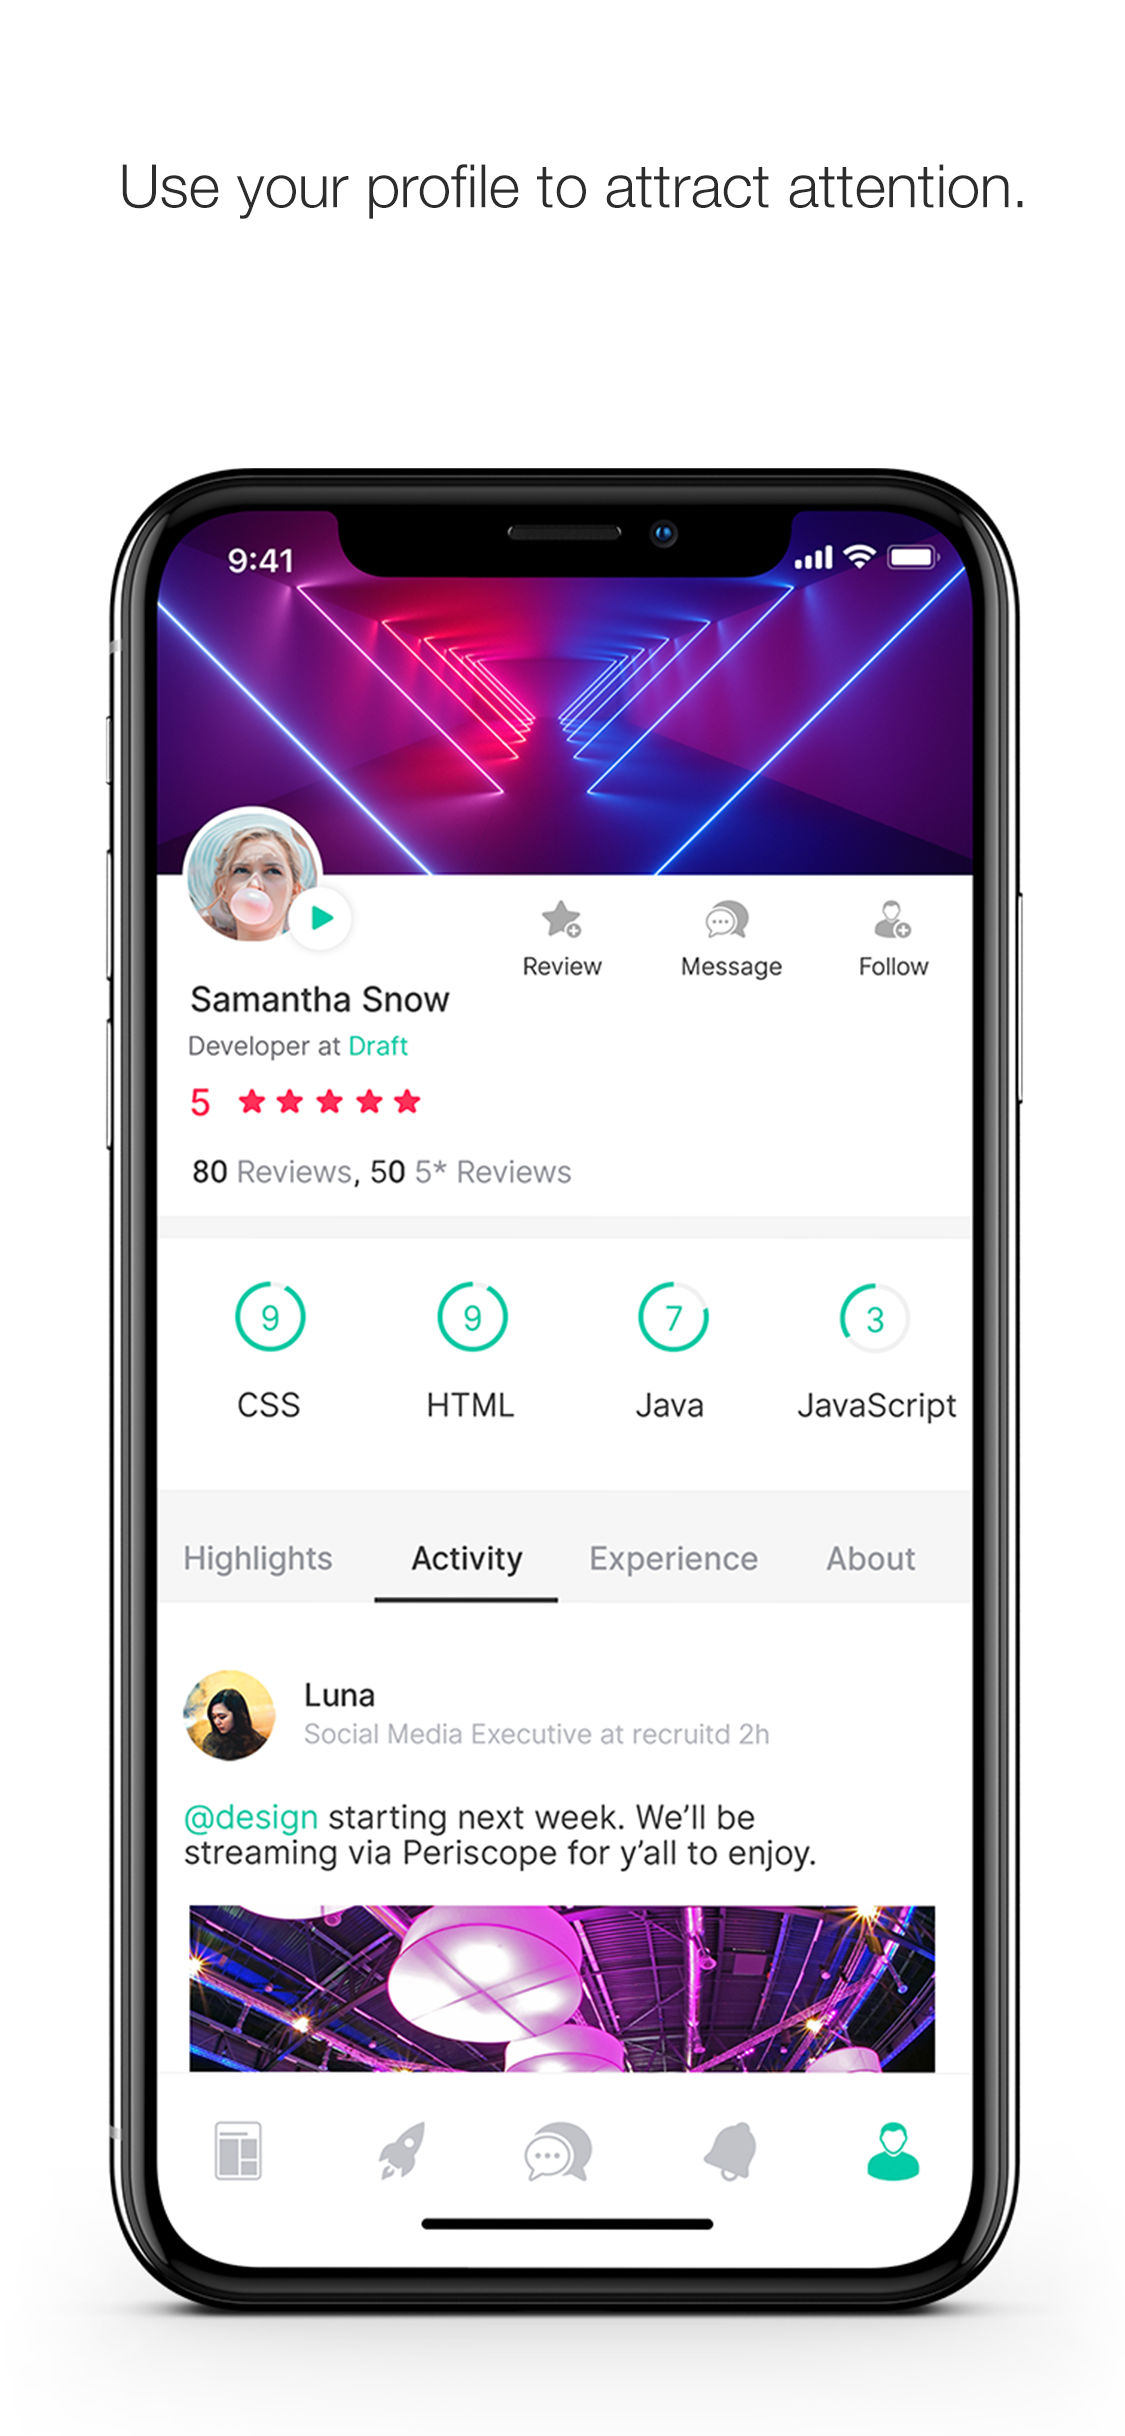 Use your profile to attract attention.
9:41
Review
Message
Follow
Samantha Snow
Developer at Draft
5
80 Reviews, 50 5* Reviews
9
9
7
3
CSS
HTML
Java
JavaScript
Highlights
Activity
Experience
About
Luna
Social Media Executive at recruitd 2h
@design starting next week. We'll be
streaming via Periscope for y'all to enjoy.